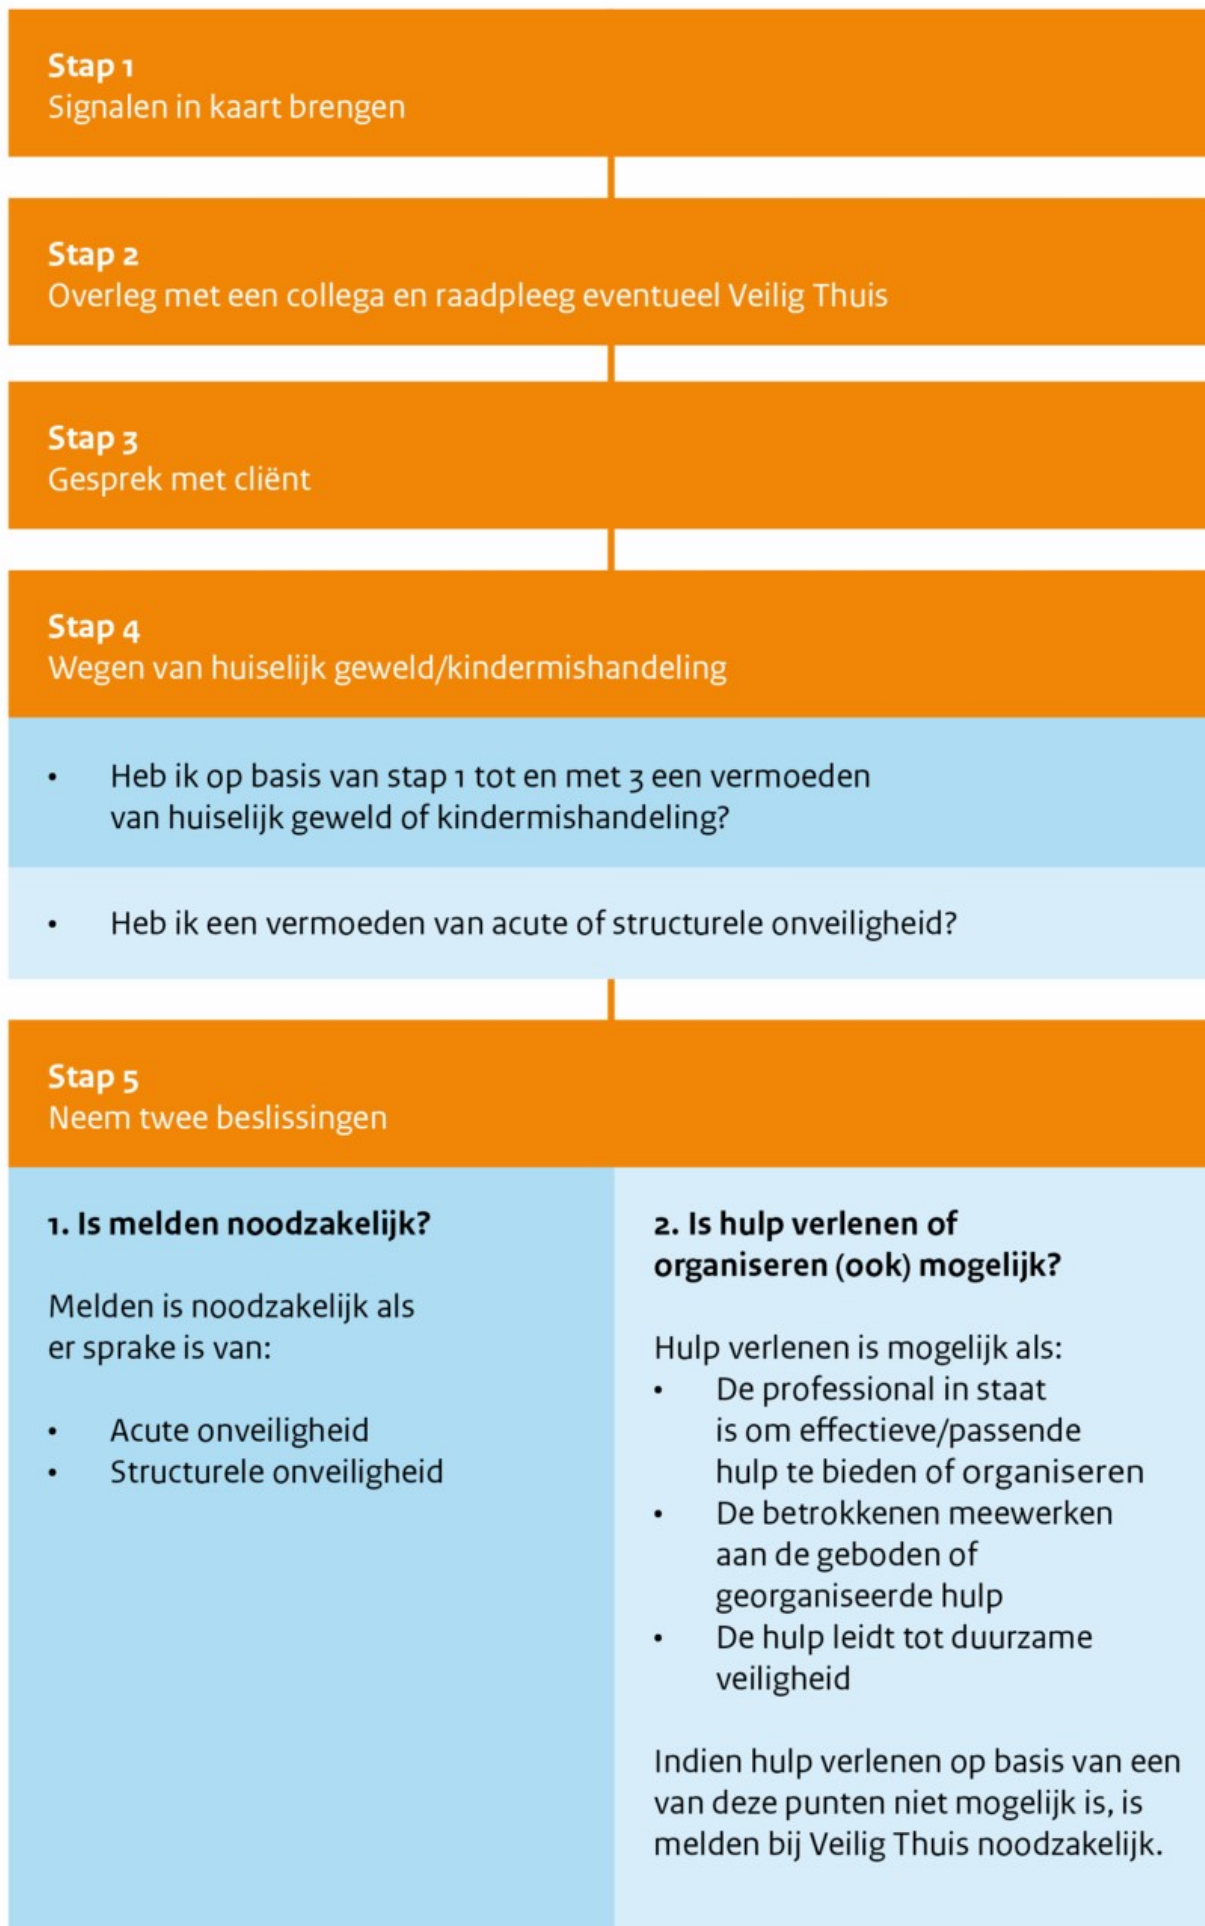 Stap 1
Signalen in kaart brengen
Stap 2
Overleg met een collega en raadpleeg eventueel Veilig Thuis
Stap 3
Gesprek met cliënt
Stap 4
Wegen van huiselijk geweld/kindermishandeling
• Heb ik op basis van stap 1 tot en met 3 een vermoeden
van huiselijk geweld of kindermishandeling?
• Heb ik een vermoeden van acute of structurele onveiligheid?
Stap 5
Neem twee beslissingen
1. Is melden noodzakelijk?
Melden is noodzakelijk als
er sprake is van:
• Acute onveiligheid
• Structurele onveiligheid
2. Is hulp verlenen of
organiseren (ook) mogelijk?
Hulp verlenen is mogelijk als:
• De professional in staat
is om effectieve/passende
hulp te bieden of organiseren
• De betrokkenen meewerken
aan de geboden of
georganiseerde hulp
• De hulp leidt tot duurzame
veiligheid
Indien hulp verlenen op basis van een
van deze punten niet mogelijk is, is
melden bij Veilig Thuis noodzakelijk.